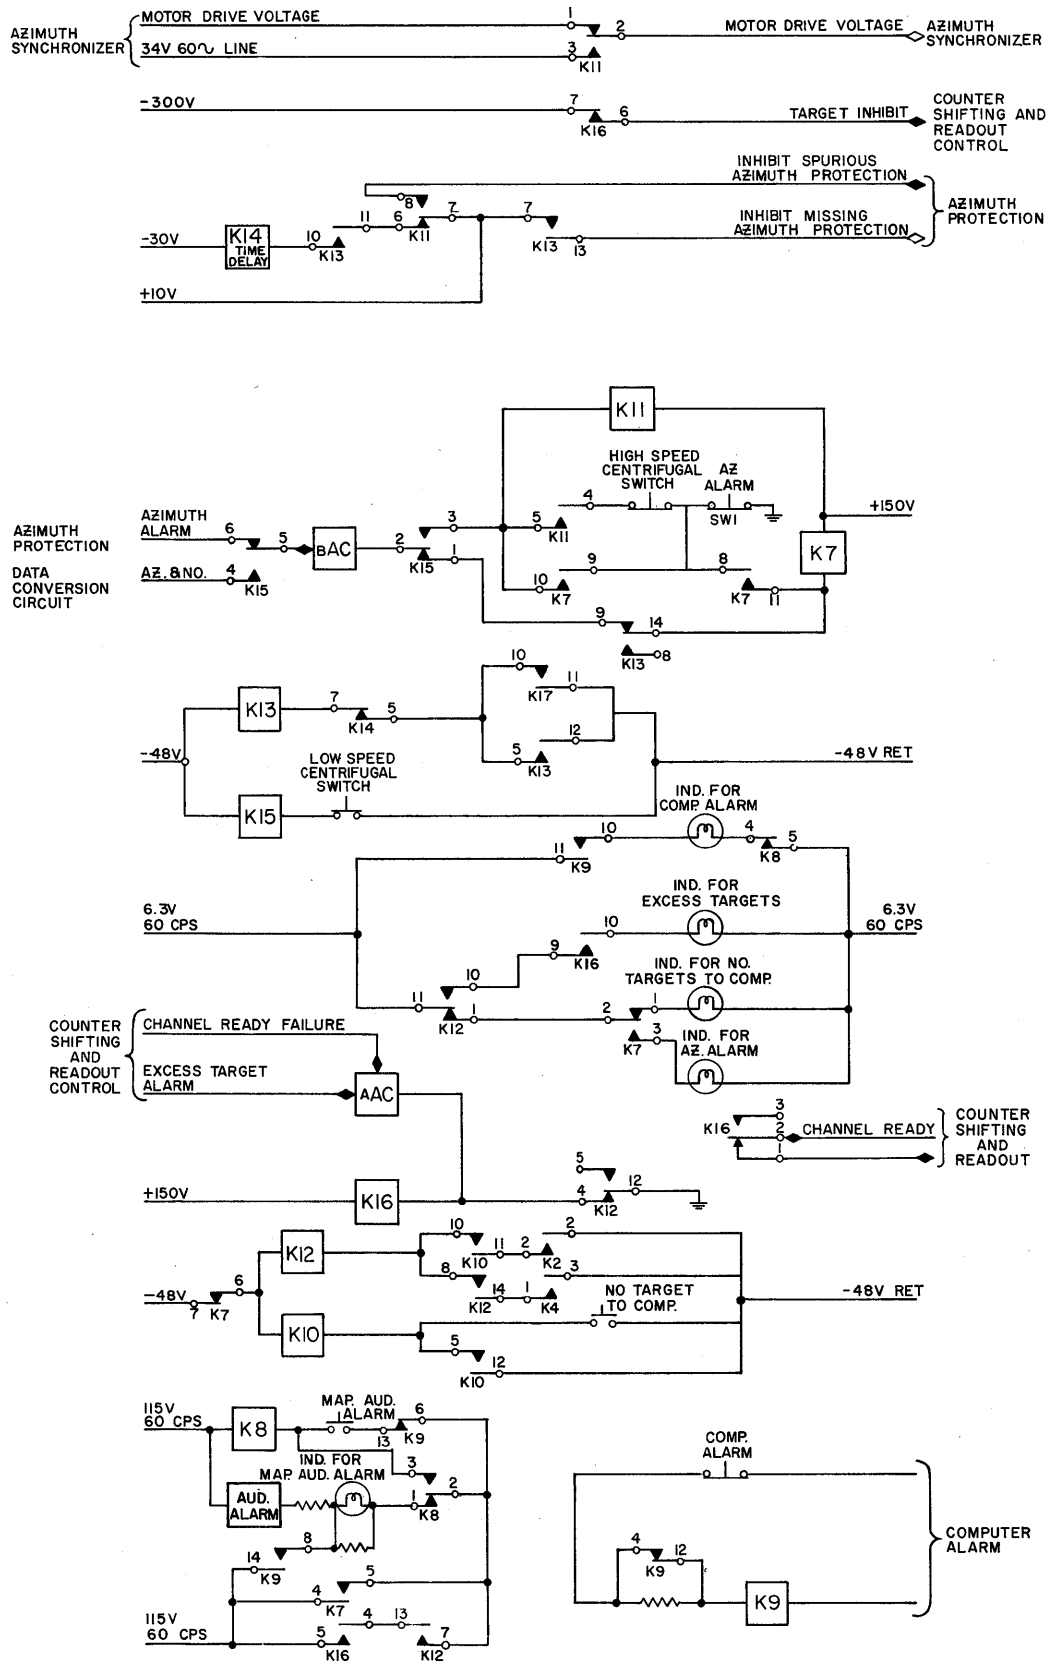 MOTOR DRIVE VOLTAGE
1
2
MOTOR DRIVE VOLTAGE
AZIMUTH
SYNCHRONIZER
AZIMUTH
SYNCHRONIZER
34V 60∿ LINE
3
K11
-300V
7
K16
6
TARGET INHIBIT
COUNTER
SHIFTING AND
READOUT
CONTROL
INHIBIT SPURIOUS
AZIMUTH PROTECTION
8
11
6
K11
7
7
K13
13
INHIBIT MISSING
AZIMUTH PROTECTION
AZIMUTH
PROTECTION
-30V
K14
TIME
DELAY
10
K13
+10V
K11
HIGH SPEED
CENTRIFUGAL
SWITCH
AZ
ALARM
4
SW1
+150V
AZIMUTH
PROTECTION
AZIMUTH
ALARM
6
5
BAC
2
3
K15
1
5
K11
K7
DATA
CONVERSION
CIRCUIT
AZ. & NO.
4
K15
9
8
10
K7
K7
11
9
14
K13
8
K13
7
K14
5
10
K17
11
12
5
K13
-48V
-48V RET
LOW SPEED
CENTRIFUGAL
SWITCH
K15
IND. FOR
COMP. ALARM
11
K9
10
4
K8
5
6.3V
60 CPS
IND. FOR
EXCESS TARGETS
10
9
K16
6.3V
60 CPS
10
11
K12
1
IND. FOR NO.
TARGETS TO COMP.
2
1
K7
3
IND. FOR
AZ. ALARM
COUNTER
SHIFTING
AND
READOUT
CONTROL
CHANNEL READY FAILURE
EXCESS TARGET
ALARM
AAC
K16
3
2
1
CHANNEL READY
COUNTER
SHIFTING
AND
READOUT
+150V
K16
5
4
K12
12
-48V
7
K7
6
K12
10
K10
11
2
K2
2
8
K12
14
1
K4
3
NO TARGET
TO COMP.
-48V RET
K10
5
K10
12
115V
60 CPS
K8
MAP. AUD.
ALARM
13
K9
6
IND. FOR
MAP. AUD. ALARM
3
2
1
K8
AUD.
ALARM
8
14
K9
5
4
K7
115V
60 CPS
4
13
5
K16
K12
7
COMP.
ALARM
4
K9
12
K9
COMPUTER
ALARM